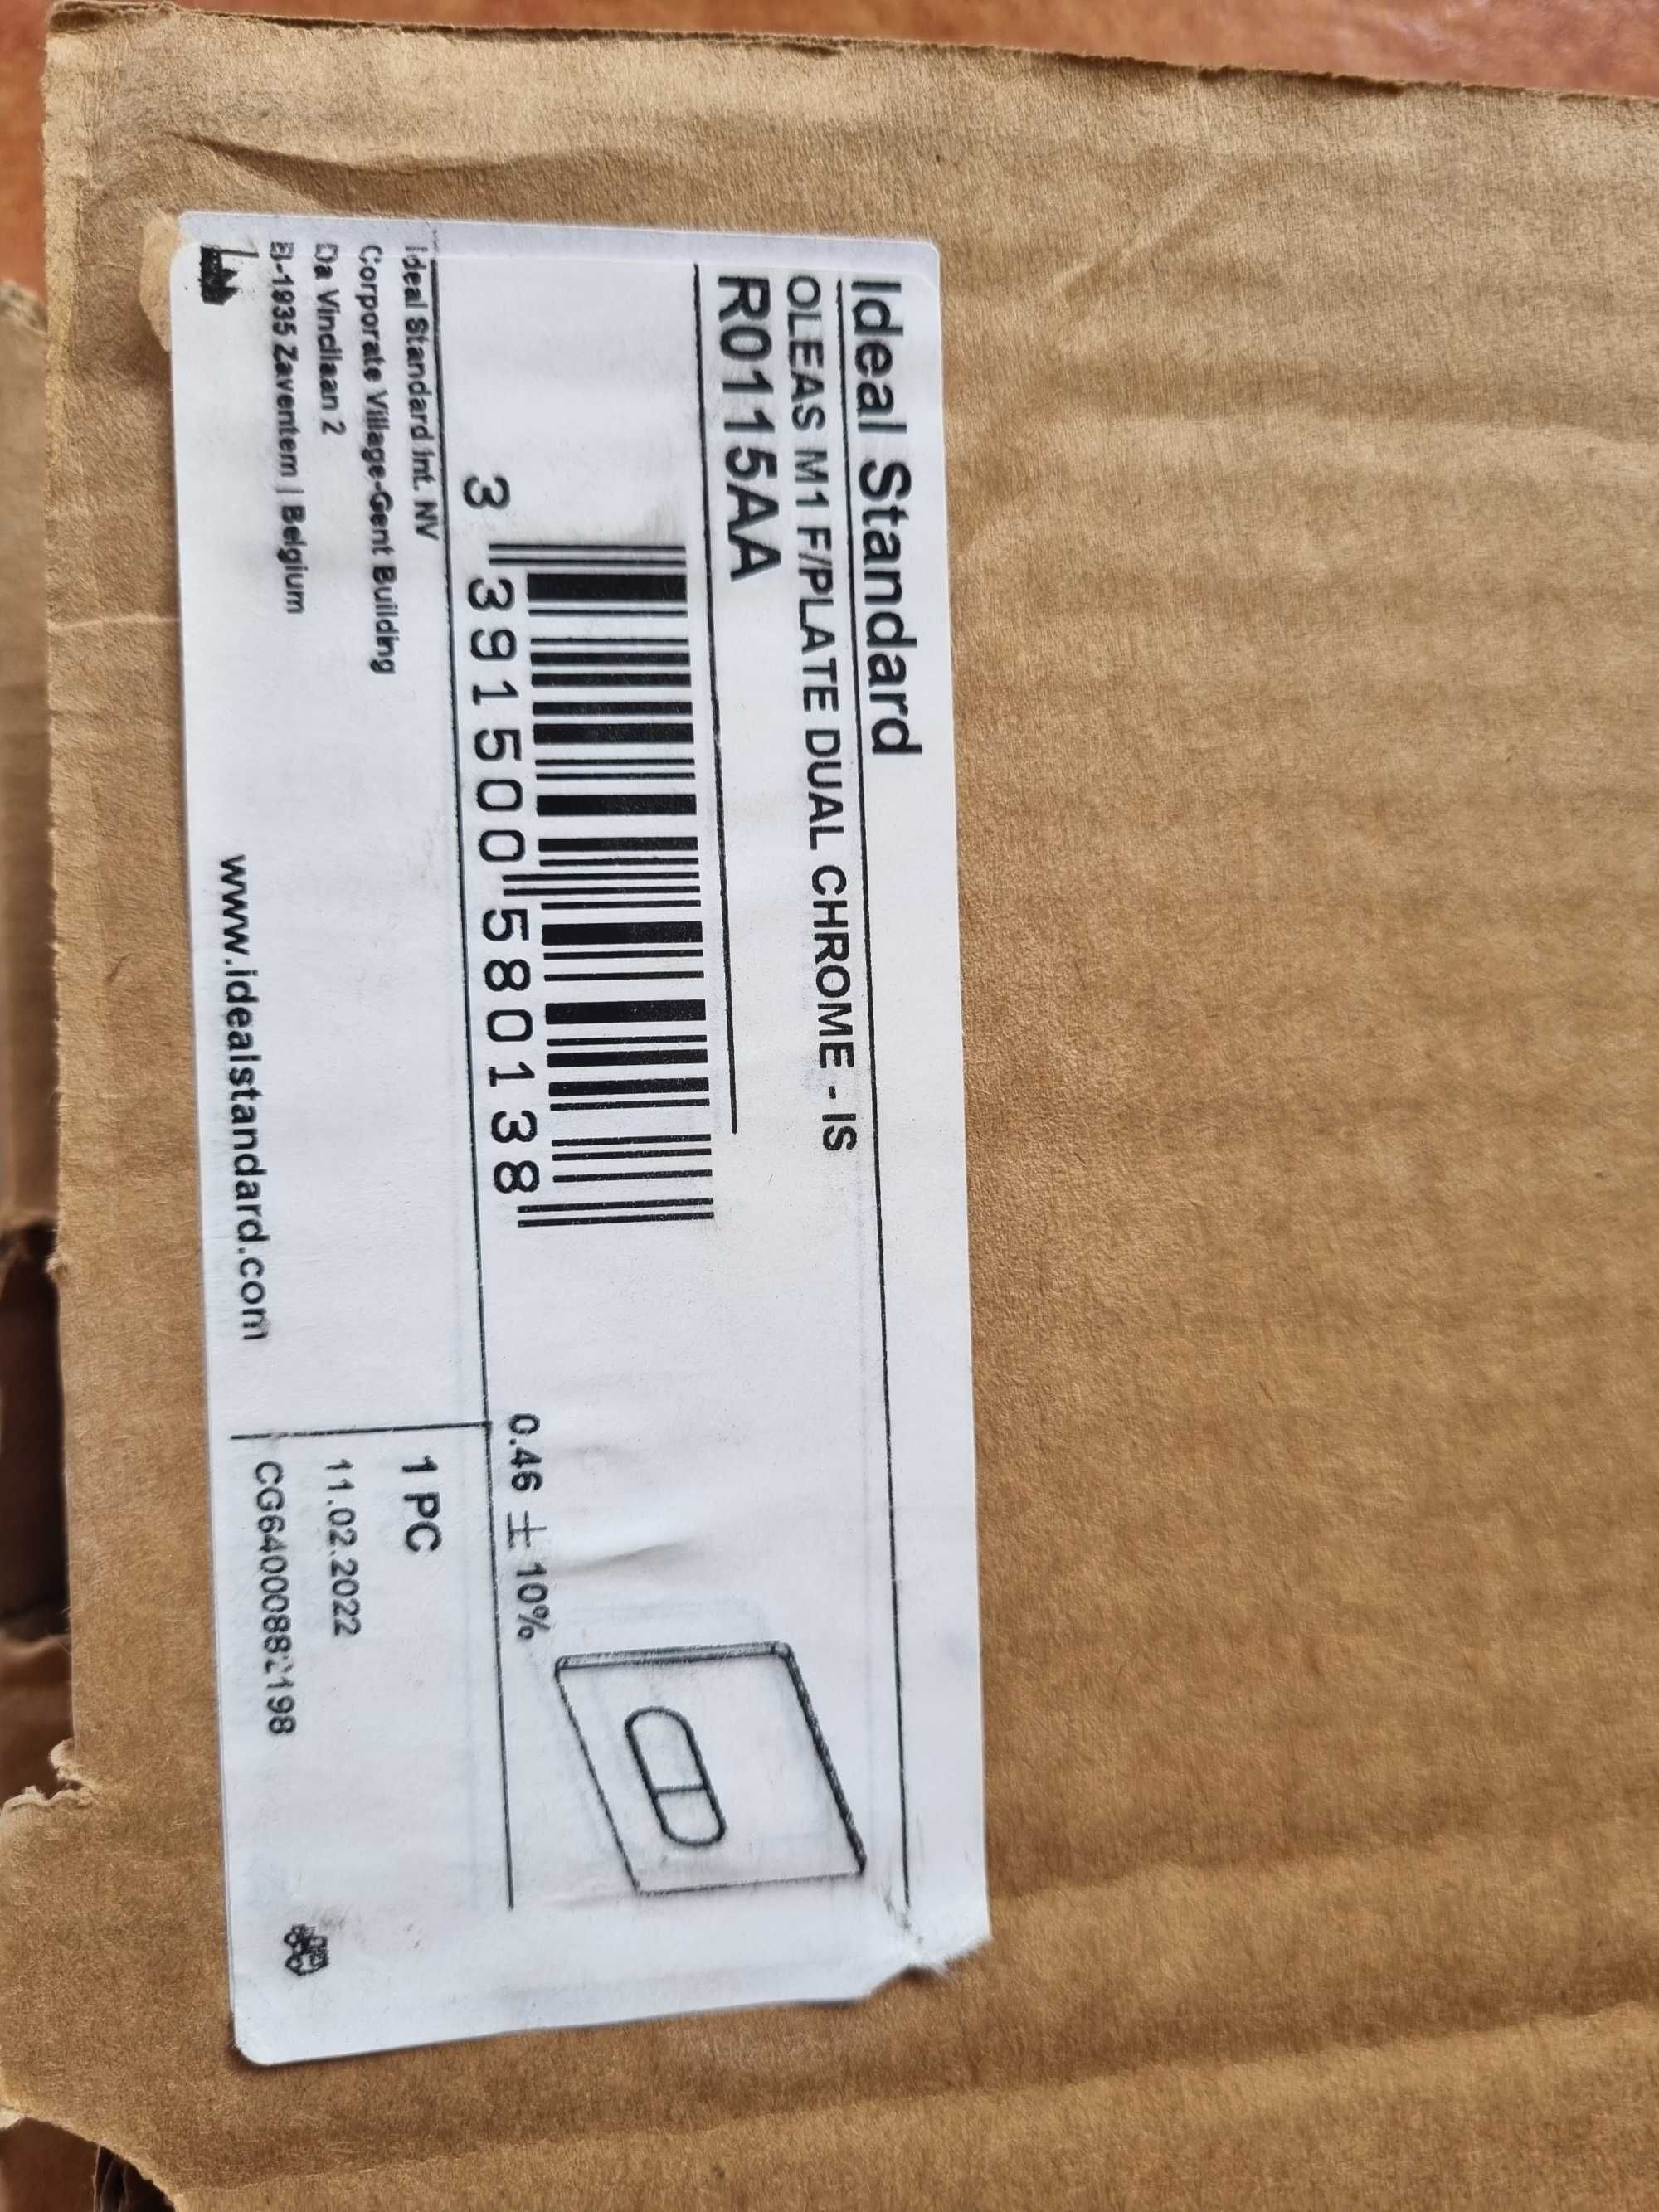 Ideal Standard
OLEAS M1 F/PLATE DUAL CHROME - IS
R0115AA
3 391500 580138
0.46 ± 10%
Ideal Standard Int. NV
Corporate Village-Gent Building
Da Vincilaan 2
B-1935 Zaventem | Belgium
www.idealstandard.com
1 PC
11.02.2022
CG6400882198